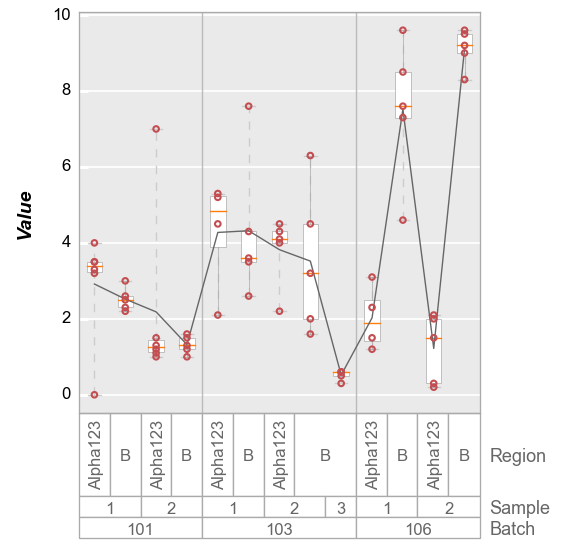 10
8
6
4
2
0
Value
Alpha123 B Alpha123 B Alpha123 B Alpha123 B Alpha123 B Alpha123 B Region
1 2 1 2 3 1 2 Sample
101 103 106 Batch